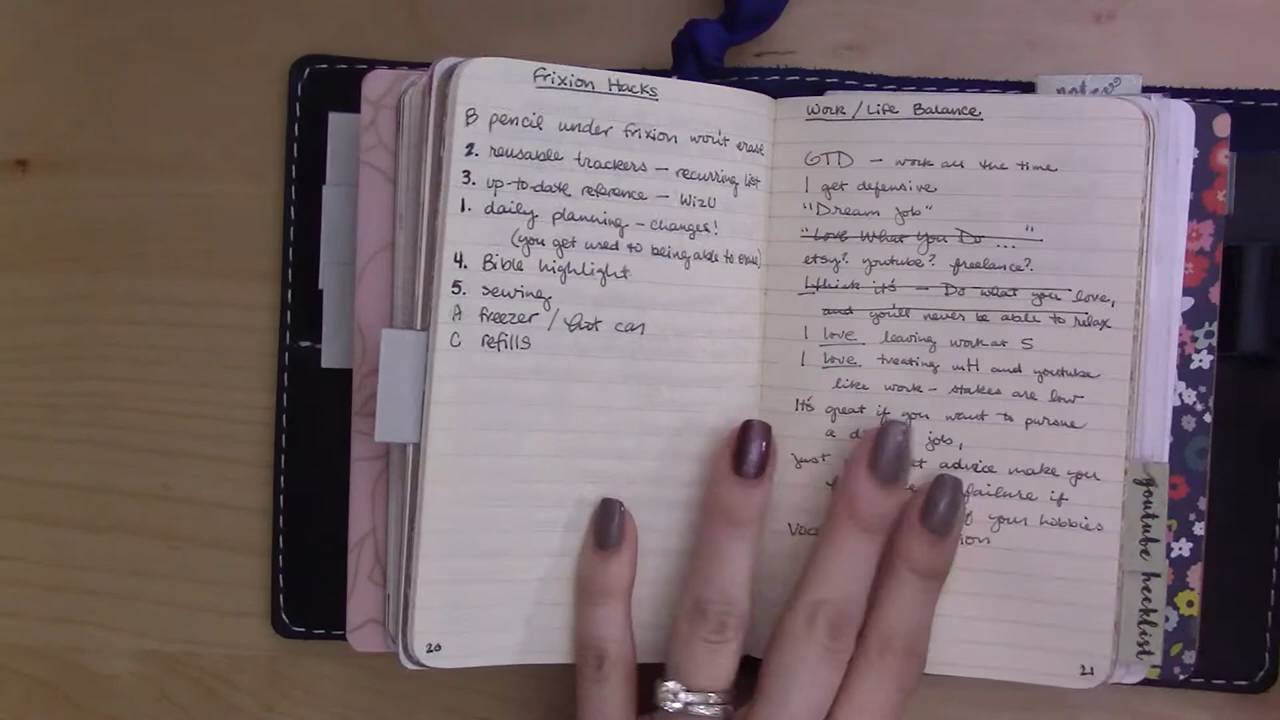 Frixion Hacks
B pencil under frixion won't erase
2. reusable trackers — recurring list
3. up-to-date reference — WizU
1. daily planning — changes!
(you get used to being able to erase)
4. Bible highlight
5. sewing
A freezer / can
C refills
20
notes
Work / Life Balance
GTD — work all the time
I get defensive
"Dream job"
"Love What You Do ..."
etsy? youtube? freelance?
I think it's — Do what you love,
and you'll never be able to relax
I love leaving work at 5
I love treating mH and youtube
like work — stakes are low
It's great if you want to pursue
a job,
just advice make you
failure if
your hobbies
21
youtube hecklist